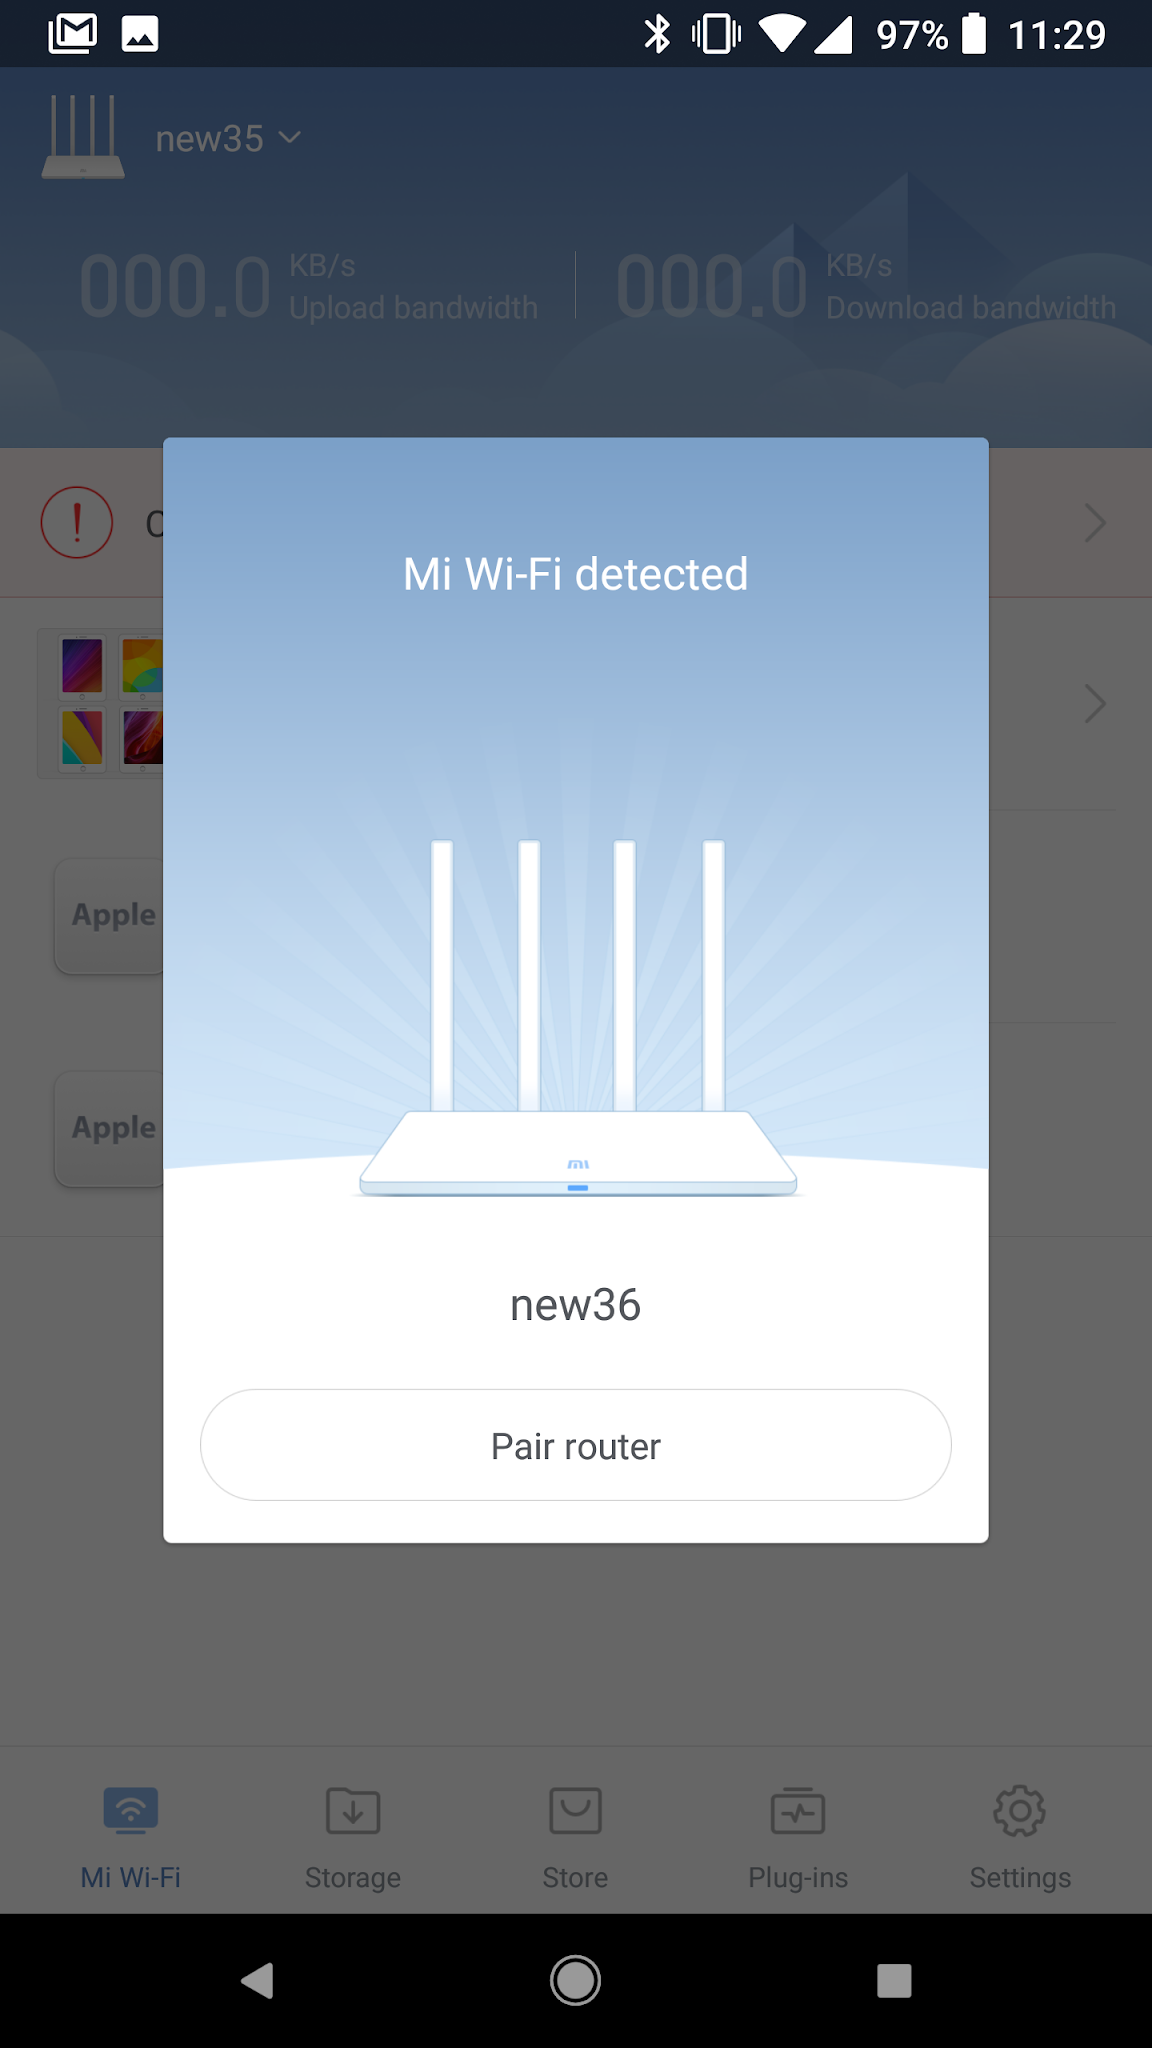 97% 11:29
new35
000.0 KB/s
Upload bandwidth
000.0 KB/s
Download bandwidth
Mi Wi-Fi detected
Apple
Apple
MI
new36
Pair router
Mi Wi-Fi
Storage
Store
Plug-ins
Settings